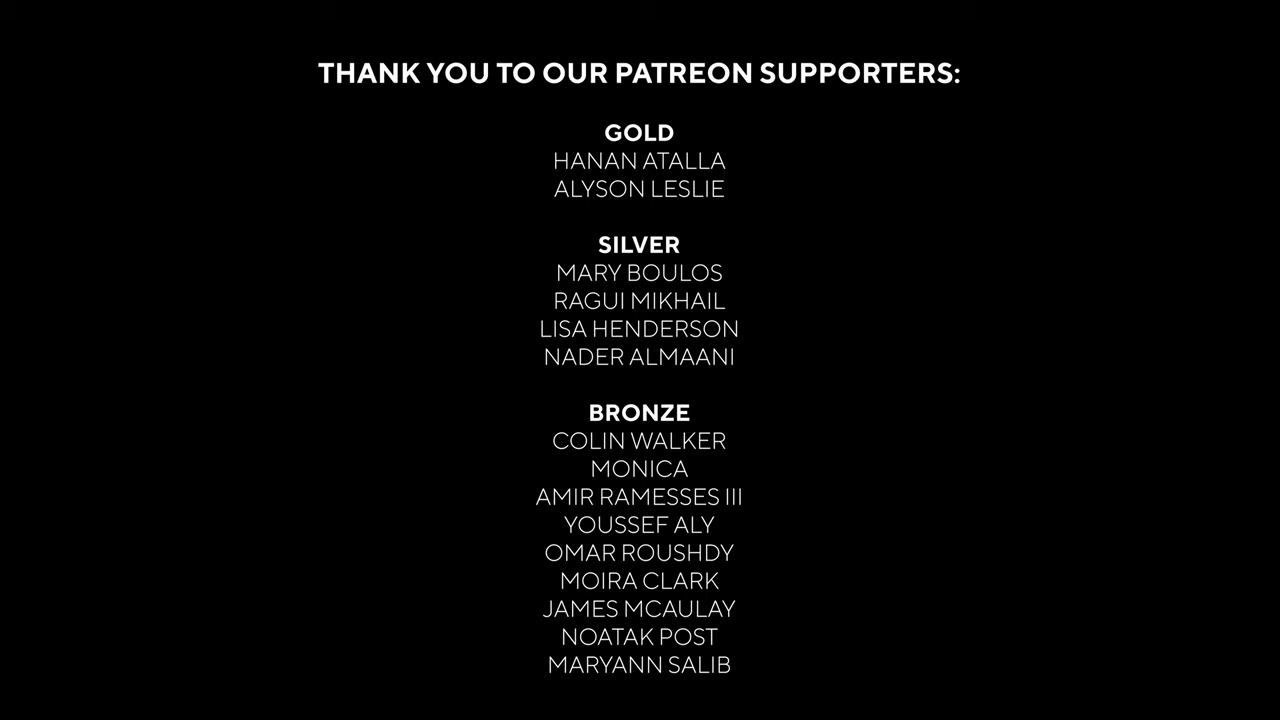 THANK YOU TO OUR PATREON SUPPORTERS:
GOLD
HANAN ATALLA
ALYSON LESLIE
SILVER
MARY BOULOS
RAGUI MIKHAIL
LISA HENDERSON
NADER ALMAANI
BRONZE
COLIN WALKER
MONICA
AMIR RAMESSES III
YOUSSEF ALY
OMAR ROUSHDY
MOIRA CLARK
JAMES MCAULAY
NOATAK POST
MARYANN SALIB